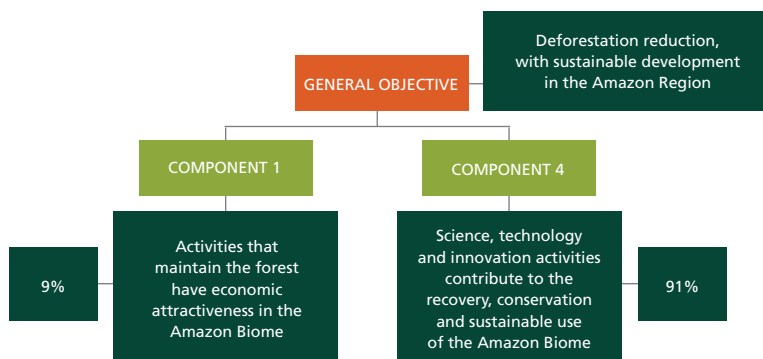 Deforestation reduction,
with sustainable development
in the Amazon Region
GENERAL OBJECTIVE
COMPONENT 1
COMPONENT 4
9%
Activities that
maintain the forest
have economic
attractiveness in the
Amazon Biome
Science, technology
and innovation activities
contribute to the
recovery, conservation
and sustainable use
of the Amazon Biome
91%